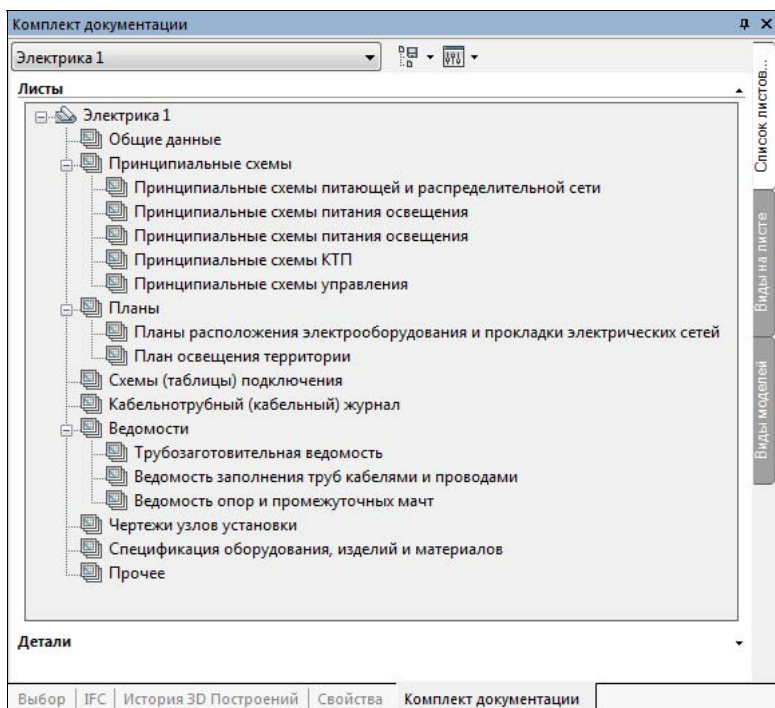 Комплект документации
Электрика 1
Листы
Электрика 1
Общие данные
Принципиальные схемы
Принципиальные схемы питающей и распределительной сети
Принципиальные схемы питания освещения
Принципиальные схемы питания освещения
Принципиальные схемы КТП
Принципиальные схемы управления
Планы
Планы расположения электрооборудования и прокладки электрических сетей
План освещения территории
Схемы (таблицы) подключения
Кабельнотрубный (кабельный) журнал
Ведомости
Трубозаготовительная ведомость
Ведомость заполнения труб кабелями и проводами
Ведомость опор и промежуточных мачт
Чертежи узлов установки
Спецификация оборудования, изделий и материалов
Прочее
Детали
Список листов...
Виды на листе
Виды моделей
Выбор
IFC
История 3D Построений
Свойства
Комплект документации